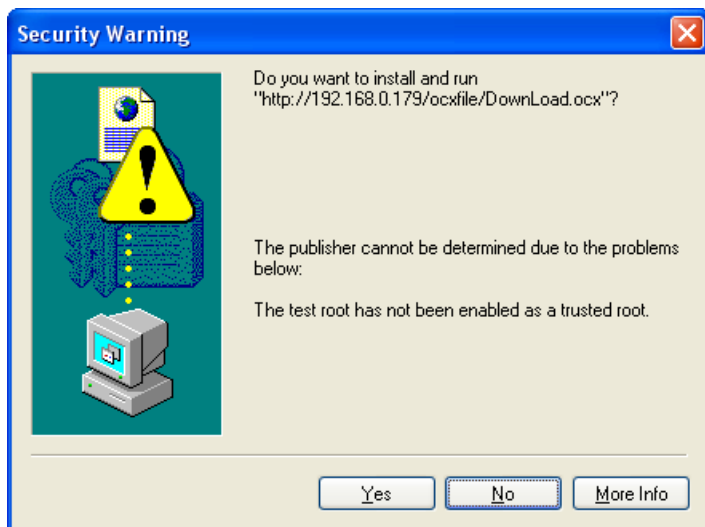 Security Warning
Do you want to install and run
"http://192.168.0.179/ocxfile/DownLoad.ocx"?
The publisher cannot be determined due to the problems
below:
The test root has not been enabled as a trusted root.
Yes
No
More Info